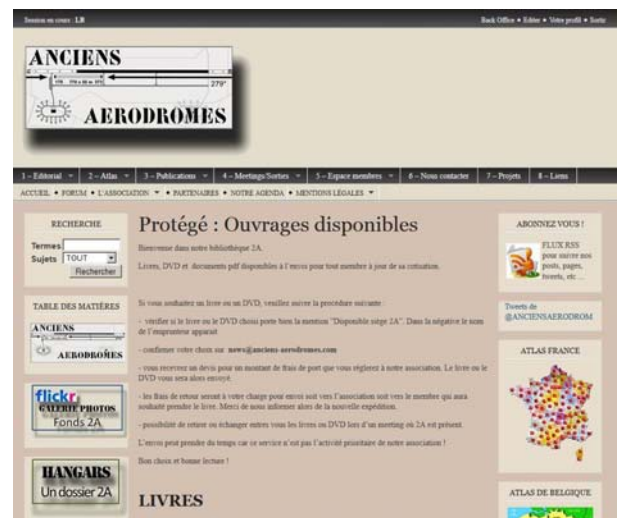 Session en cours : LB
Back Office • Editer • Votre profil • Sortir
ANCIENS
279°
AERODROMES
1 – Editorial 2 – Atlas 3 – Publications 4 – Meetings/Sorties 5 – Espace membres 6 – Nous contacter 7 – Projets 8 – Liens
ACCUEIL • FORUM • L'ASSOCIATION • PARTENAIRES • NOTRE AGENDA • MENTIONS LÉGALES
RECHERCHE
Termes
Sujets TOUT
Rechercher
TABLE DES MATIÈRES
ANCIENS
AERODROMES
flickr
GALERIE PHOTOS
Fonds 2A
HANGARS
Un dossier 2A
Protégé : Ouvrages disponibles
Bienvenue dans notre bibliothèque 2A.
Livres, DVD et documents pdf disponibles à l'envoi pour tout membre à jour de sa cotisation.
Si vous souhaitez un livre ou un DVD, veuillez suivre la procédure suivante :
- vérifier si le livre ou le DVD choisi porte bien la mention "Disponible siège 2A". Dans la négative le nom
de l'emprunteur apparaît
- confirmer votre choix sur news@anciens-aerodromes.com
- vous recevrez un devis pour un montant de frais de port que vous règlerez à notre association. Le livre ou le
DVD vous sera alors envoyé.
- les frais de retour seront à votre charge pour envoi soit vers l'association soit vers le membre qui aura
souhaité prendre le livre. Merci de nous informer alors de la nouvelle expédition.
- possibilité de retour ou échanger entres vous les livres ou DVD lors d'un meeting où 2A est présent.
L'envoi peut prendre du temps car ce service n'est pas l'activité prioritaire de notre association !
Bon choix et bonne lecture !
LIVRES
ABONNEZ VOUS !
FLUX RSS
pour suivre nos
posts, pages,
tweets, etc ...
Tweets de
@ANCIENSAERODROM
ATLAS FRANCE
ATLAS DE BELGIQUE